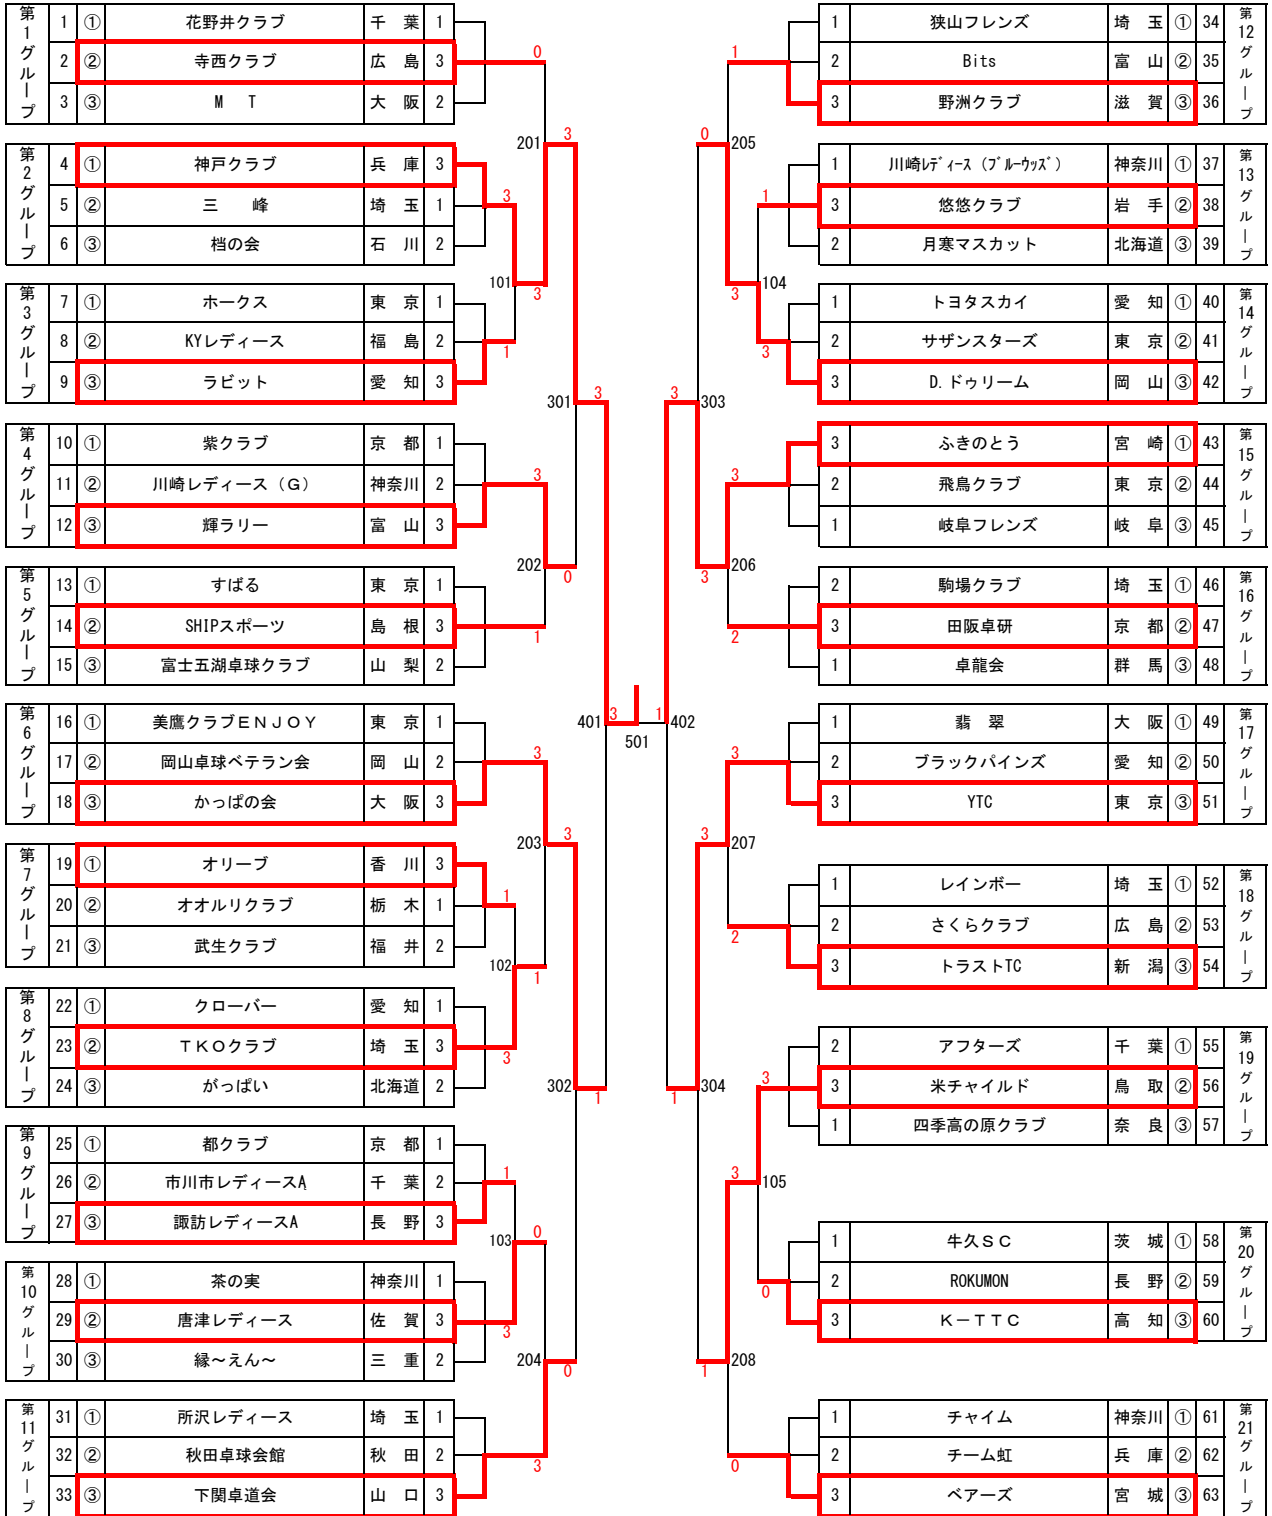 第1グループ
1 ① 花野井クラブ 千 葉 1
2 ② 寺西クラブ 広 島 3
3 ③ M T 大 阪 2
0
201
3
第2グループ
4 ① 神戸クラブ 兵 庫 3
5 ② 三 峰 埼 玉 1
6 ③ 档の会 石 川 2
3
101
3
第3グループ
7 ① ホークス 東 京 1
8 ② KYレディース 福 島 2
9 ③ ラビット 愛 知 3
1
301
3
第4グループ
10 ① 紫クラブ 京 都 1
11 ② 川崎レディース（G） 神奈川 2
12 ③ 輝ラリー 富 山 3
3
202
0
第5グループ
13 ① すばる 東 京 1
14 ② SHIPスポーツ 島 根 3
15 ③ 富士五湖卓球クラブ 山 梨 2
1
401
3
501
1
402
第6グループ
16 ① 美鷹クラブＥＮＪＯＹ 東 京 1
17 ② 岡山卓球ベテラン会 岡 山 2
18 ③ かっぱの会 大 阪 3
3
203
3
第7グループ
19 ① オリーブ 香 川 3
20 ② オオルリクラブ 栃 木 1
21 ③ 武生クラブ 福 井 2
1
102
1
第8グループ
22 ① クローバー 愛 知 1
23 ② ＴＫＯクラブ 埼 玉 3
24 ③ がっぱい 北海道 2
3
302
1
第9グループ
25 ① 都クラブ 京 都 1
26 ② 市川市レディースA 千 葉 2
27 ③ 諏訪レディースA 長 野 3
1
103
0
第10グループ
28 ① 茶の実 神奈川 1
29 ② 唐津レディース 佐 賀 3
30 ③ 縁～えん～ 三 重 2
3
204
0
第11グループ
31 ① 所沢レディース 埼 玉 1
32 ② 秋田卓球会館 秋 田 2
33 ③ 下関卓道会 山 口 3
3
第12グループ
1 狭山フレンズ 埼 玉 ① 34
2 Bits 富 山 ② 35
3 野洲クラブ 滋 賀 ③ 36
1
0
205
第13グループ
1 川崎ﾚﾃﾞｨｰｽ（ﾌﾞﾙｰｳｯｽﾞ） 神奈川 ① 37
3 悠悠クラブ 岩 手 ② 38
2 月寒マスカット 北海道 ③ 39
1
104
3
第14グループ
1 トヨタスカイ 愛 知 ① 40
2 サザンスターズ 東 京 ② 41
3 D.ドゥリーム 岡 山 ③ 42
3
3
303
第15グループ
3 ふきのとう 宮 崎 ① 43
2 飛鳥クラブ 東 京 ② 44
1 岐阜フレンズ 岐 阜 ③ 45
3
206
3
第16グループ
2 駒場クラブ 埼 玉 ① 46
3 田阪卓研 京 都 ② 47
1 卓龍会 群 馬 ③ 48
2
第17グループ
1 翡 翠 大 阪 ① 49
2 ブラックパインズ 愛 知 ② 50
3 YTC 東 京 ③ 51
3
3
207
第18グループ
1 レインボー 埼 玉 ① 52
2 さくらクラブ 広 島 ② 53
3 トラストTC 新 潟 ③ 54
2
第19グループ
2 アフターズ 千 葉 ① 55
3 米チャイルド 鳥 取 ② 56
1 四季高の原クラブ 奈 良 ③ 57
3
304
1
3
105
第20グループ
1 牛久ＳＣ 茨 城 ① 58
2 ROKUMON 長 野 ② 59
3 Ｋ－ＴＴＣ 高 知 ③ 60
0
208
1
第21グループ
1 チャイム 神奈川 ① 61
2 チーム虹 兵 庫 ② 62
3 ベアーズ 宮 城 ③ 63
0